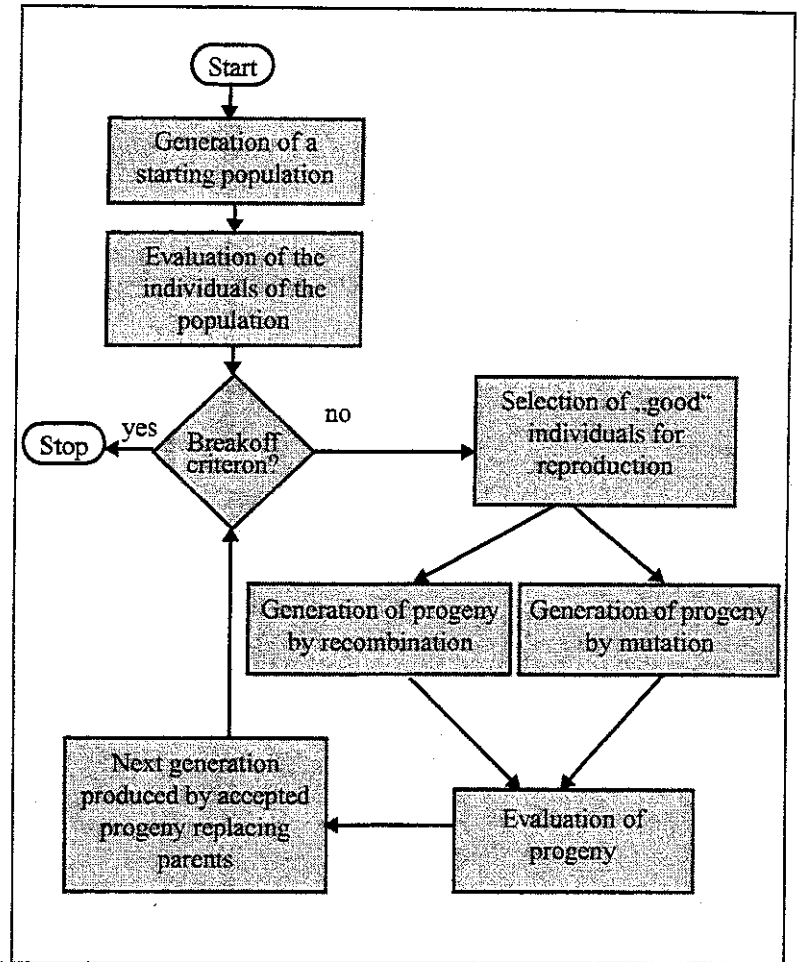 Start
Generation of a
starting population
Evaluation of the
individuals of the
population
yes
no
Stop
Breakoff
criteron?
Selection of „good“
individuals for
reproduction
Generation of progeny
by recombination
Generation of progeny
by mutation
Next generation
produced by accepted
progeny replacing
parents
Evaluation of
progeny